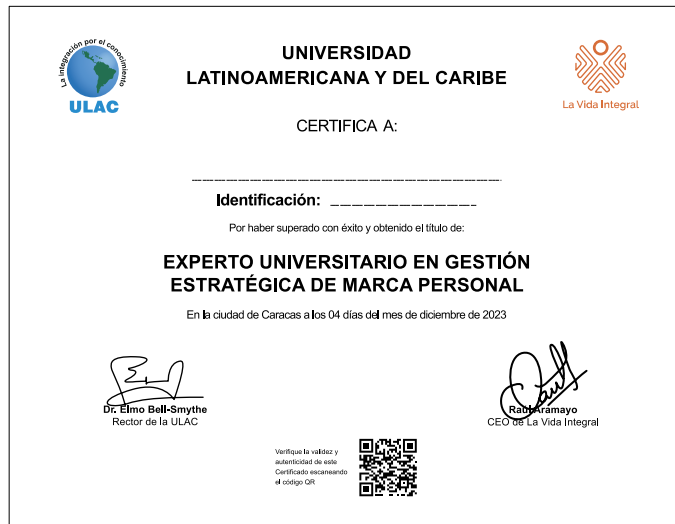 La integración por el conocimiento
ULAC
UNIVERSIDAD
LATINOAMERICANA Y DEL CARIBE
La Vida Integral
CERTIFICA A:
Identificación:
Por haber superado con éxito y obtenido el título de:
EXPERTO UNIVERSITARIO EN GESTIÓN
ESTRATÉGICA DE MARCA PERSONAL
En la ciudad de Caracas a los 04 días del mes de diciembre de 2023
Dr. Elmo Bell-Smythe
Rector de la ULAC
Raúl Aramayo
CEO de La Vida Integral
Verifique la validez y
autenticidad de este
Certificado escaneando
el código QR